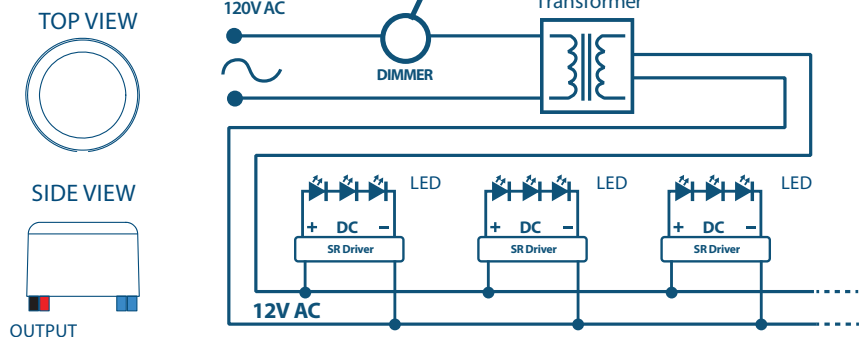 120V AC
Transformer
TOP VIEW
DIMMER
SIDE VIEW
LED
LED
LED
+ DC –
+ DC –
+ DC –
SR Driver
SR Driver
SR Driver
12V AC
OUTPUT